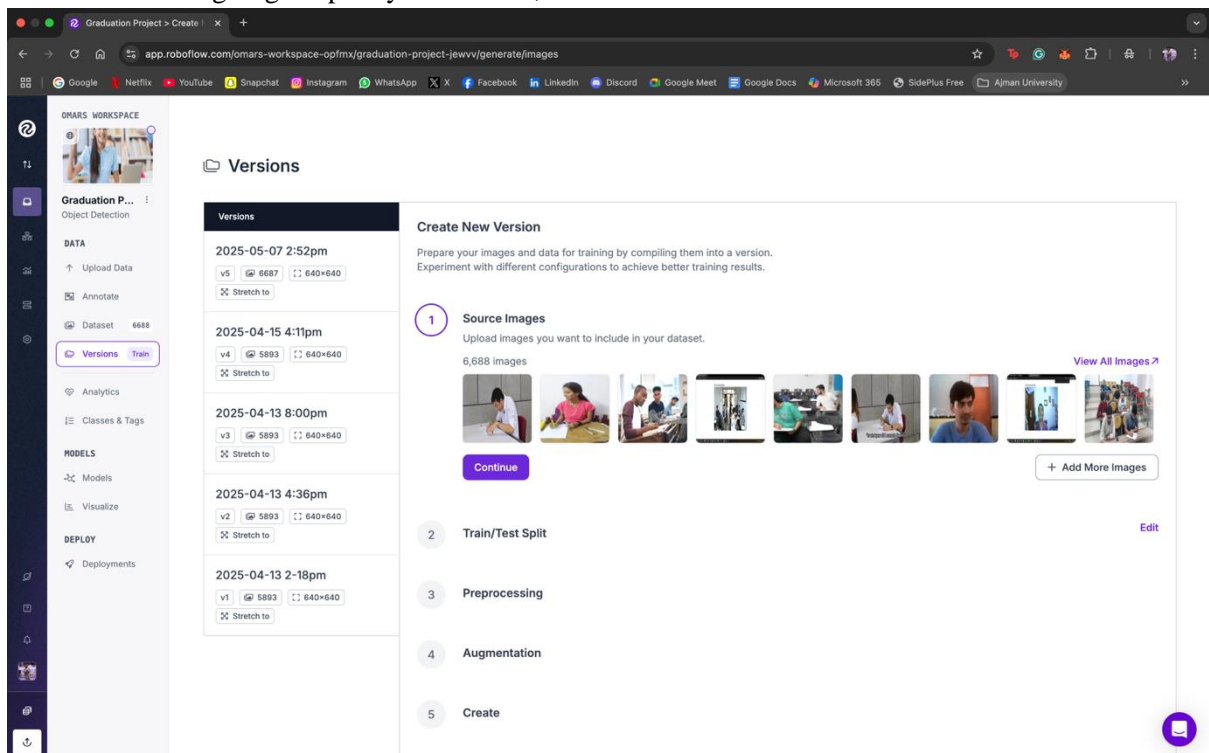 Graduation Project > Create N
app.roboflow.com/omars-workspace-opfmx/graduation-project-jewvv/generate/images
Google Netflix YouTube Snapchat Instagram WhatsApp X Facebook LinkedIn Discord Google Meet Google Docs Microsoft 365 SidePlus Free Ajman University
OMARS WORKSPACE
Graduation P...
Object Detection
DATA
Upload Data
Annotate
Dataset 6688
Versions Train
Analytics
Classes & Tags
MODELS
Models
Visualize
DEPLOY
Deployments
Versions
Versions
2025-05-07 2:52pm
v5 6687 640×640
Stretch to
2025-04-15 4:11pm
v4 5893 640×640
Stretch to
2025-04-13 8:00pm
v3 5893 640×640
Stretch to
2025-04-13 4:36pm
v2 5893 640×640
Stretch to
2025-04-13 2-18pm
v1 5893 640×640
Stretch to
Create New Version
Prepare your images and data for training by compiling them into a version.
Experiment with different configurations to achieve better training results.
1 Source Images
Upload images you want to include in your dataset.
6,688 images View All Images
Continue + Add More Images
2 Train/Test Split Edit
3 Preprocessing
4 Augmentation
5 Create